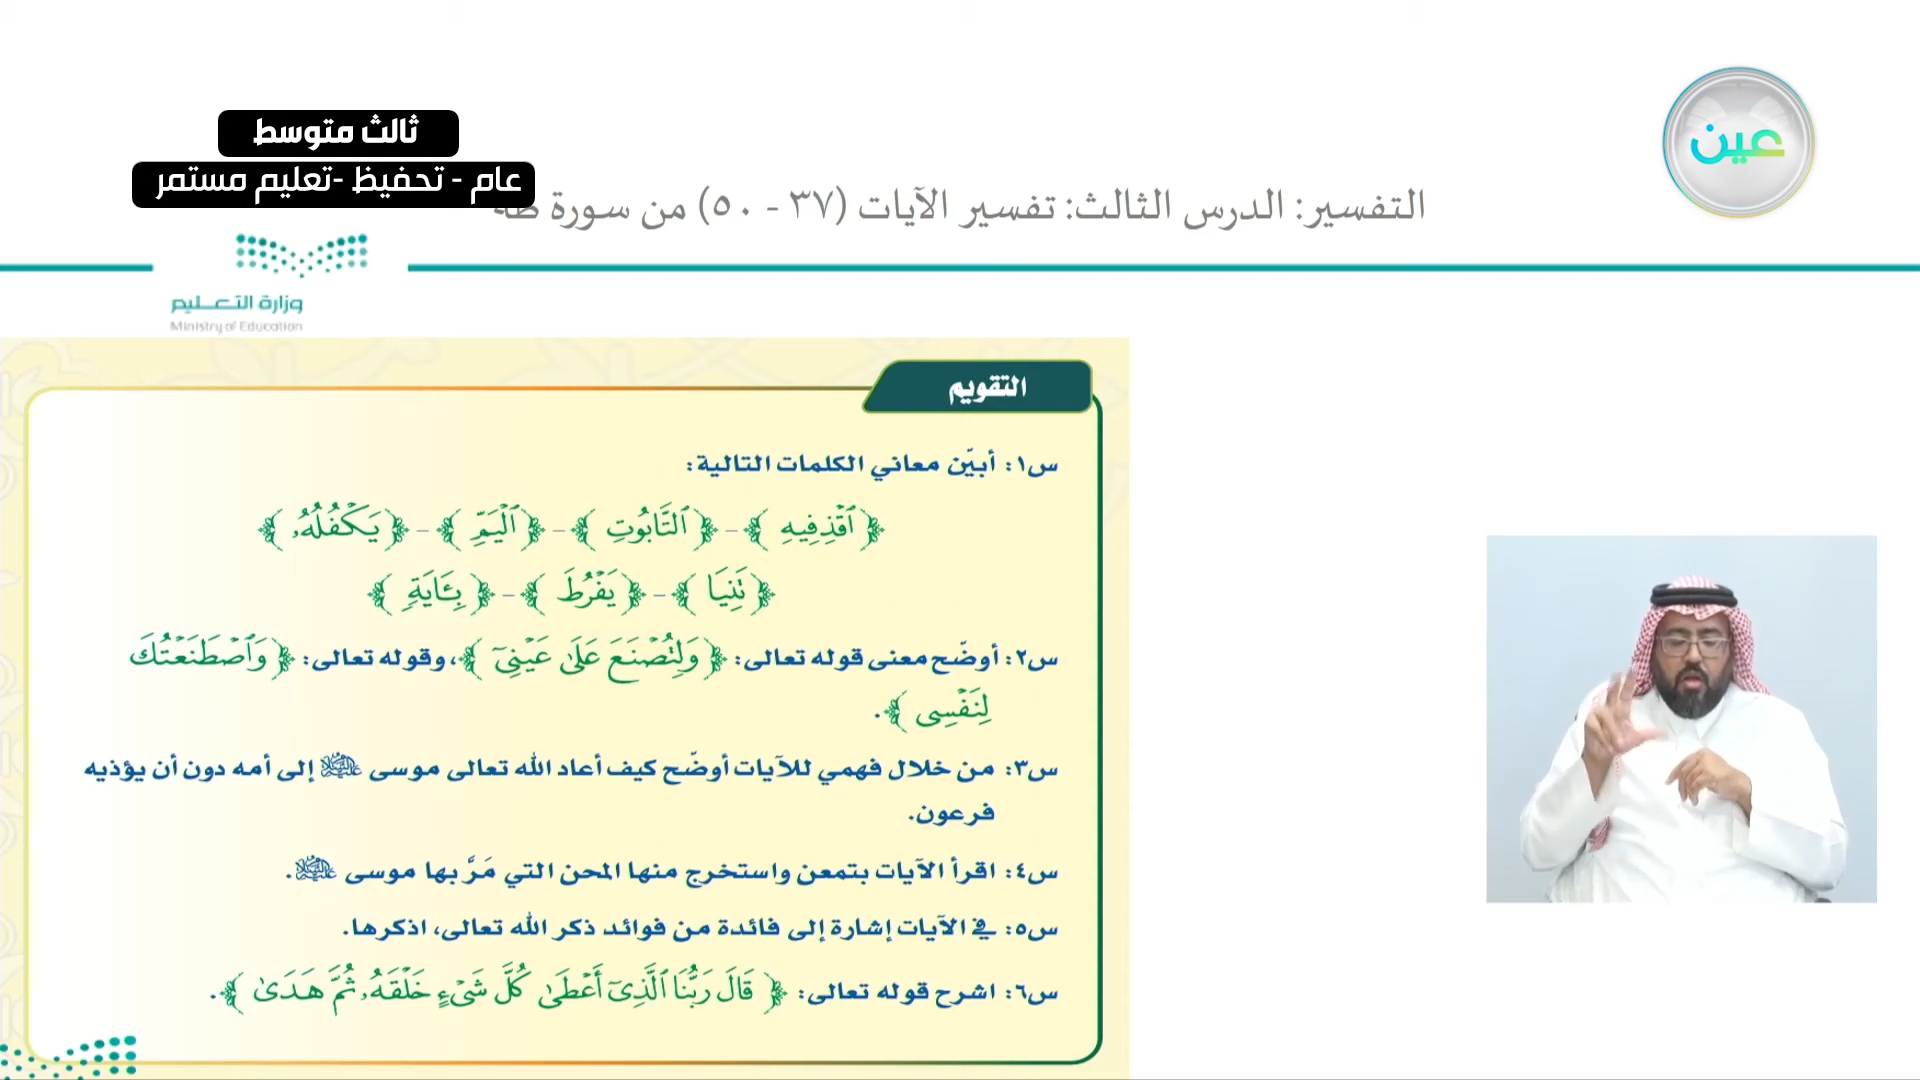 عين
ثالث متوسط
عام - تحفيظ -تعليم مستمر
التفسير: الدرس الثالث: تفسير الآيات (٣٧ - ٥٠) من سورة طه
وزارة التعليم
Ministry of Education
التقويم
س١: أبيّن معاني الكلمات التالية:
﴿ٱقْذِفِيهِ﴾ – ﴿ٱلتَّابُوتِ﴾ – ﴿ٱلْيَمِّ﴾ – ﴿يَكْفُلُهُۥ﴾
﴿تَنِيَا﴾ – ﴿يَفْرُطَ﴾ – ﴿بِـَٔايَةٍ﴾
س٢: أوضّح معنى قوله تعالى: ﴿وَلِتُصْنَعَ عَلَىٰ عَيْنِىٓ﴾، وقوله تعالى: ﴿وَٱصْطَنَعْتُكَ
لِنَفْسِى﴾.
س٣: من خلال فهمي للآيات أوضّح كيف أعاد الله تعالى موسى عليه السلام إلى أمه دون أن يؤذيه
فرعون.
س٤: اقرأ الآيات بتمعن واستخرج منها المحن التي مَرَّ بها موسى عليه السلام.
س٥: في الآيات إشارة إلى فائدة من فوائد ذكر الله تعالى، اذكرها.
س٦: اشرح قوله تعالى: ﴿قَالَ رَبُّنَا ٱلَّذِىٓ أَعْطَىٰ كُلَّ شَىْءٍ خَلْقَهُۥ ثُمَّ هَدَىٰ﴾.